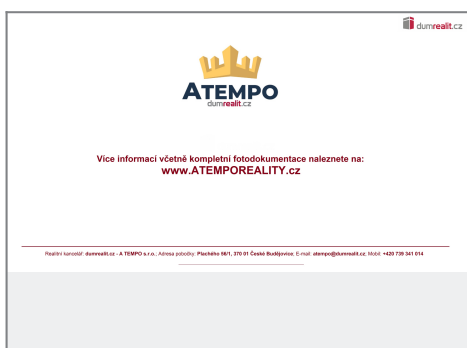 dumrealit.cz
ATEMPO
dumrealit.cz
Více informací včetně kompletní fotodokumentace naleznete na:
www.ATEMPOREALITY.cz
Realitní kancelář: dumrealit.cz - A TEMPO s.r.o., Adresa pobočky: Plachého 56/1, 370 01 České Budějovice; E-mail: atempo@dumrealit.cz; Mobil: +420 739 341 014